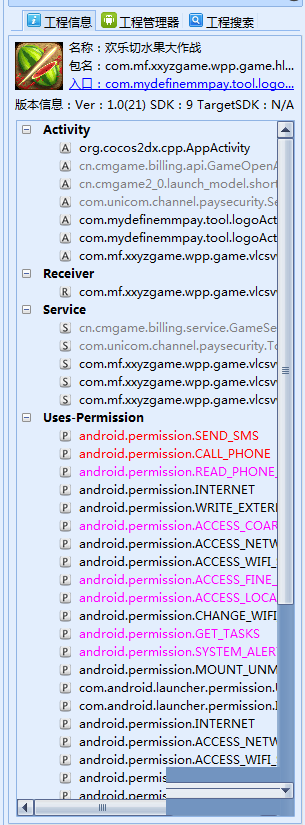 工程信息 工程管理器 工程搜索
名称：欢乐切水果大作战
包名：com.mf.xxyzg.wpp.game.hl...
入口：com.mydefinemmpay.tool.logo...
版本信息：Ver：1.0(21) SDK：9 TargetSDK：N/A
Activity
org.cocos2dx.cpp.AppActivity
cn.cmgame.billing.api.GameOpenA
cn.cmgame2_0.launch_model.short
com.unicom.channel.paysecurity.Se
com.mydefinemmpay.tool.logoAct
com.mydefinemmpay.tool.logoAct
com.mf.xxyzg.wpp.game.vlcsv
Receiver
com.mf.xxyzg.wpp.game.vlcsv
Service
cn.cmgame.billing.service.GameSe
com.unicom.channel.paysecurity.To
com.mf.xxyzg.wpp.game.vlcsv
com.mf.xxyzg.wpp.game.vlcsv
com.mf.xxyzg.wpp.game.vlcsv
Uses-Permission
android.permission.SEND_SMS
android.permission.CALL_PHONE
android.permission.READ_PHONE_
android.permission.INTERNET
android.permission.WRITE_EXTER
android.permission.ACCESS_COAR
android.permission.ACCESS_NETW
android.permission.ACCESS_WIFI_
android.permission.ACCESS_FINE_
android.permission.ACCESS_LOCA
android.permission.CHANGE_WIFI
android.permission.GET_TASKS
android.permission.SYSTEM_ALER
android.permission.MOUNT_UNM
com.android.launcher.permission.U
com.android.launcher.permission.I
android.permission.INTERNET
android.permission.ACCESS_NETW
android.permission.ACCESS_WIFI_
android.permis
android.permis